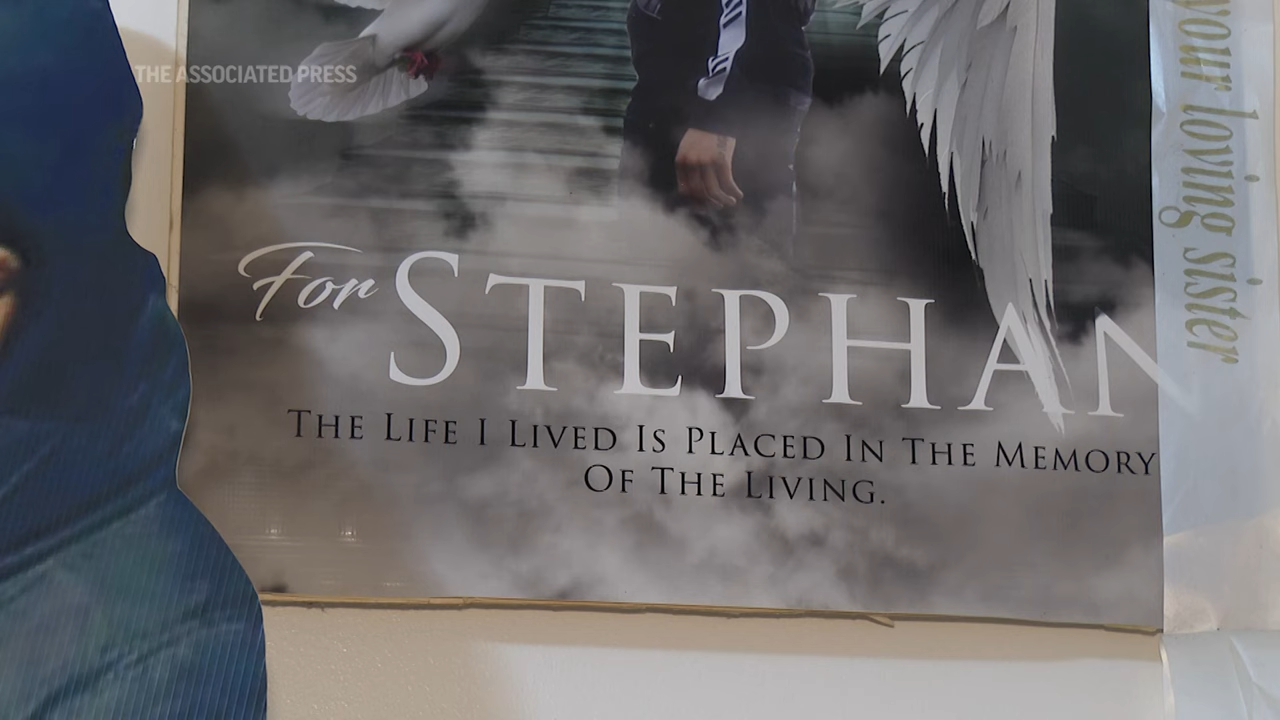 THE ASSOCIATED PRESS
For STEPHAN
THE LIFE I LIVED IS PLACED IN THE MEMORY
OF THE LIVING.
your loving sister